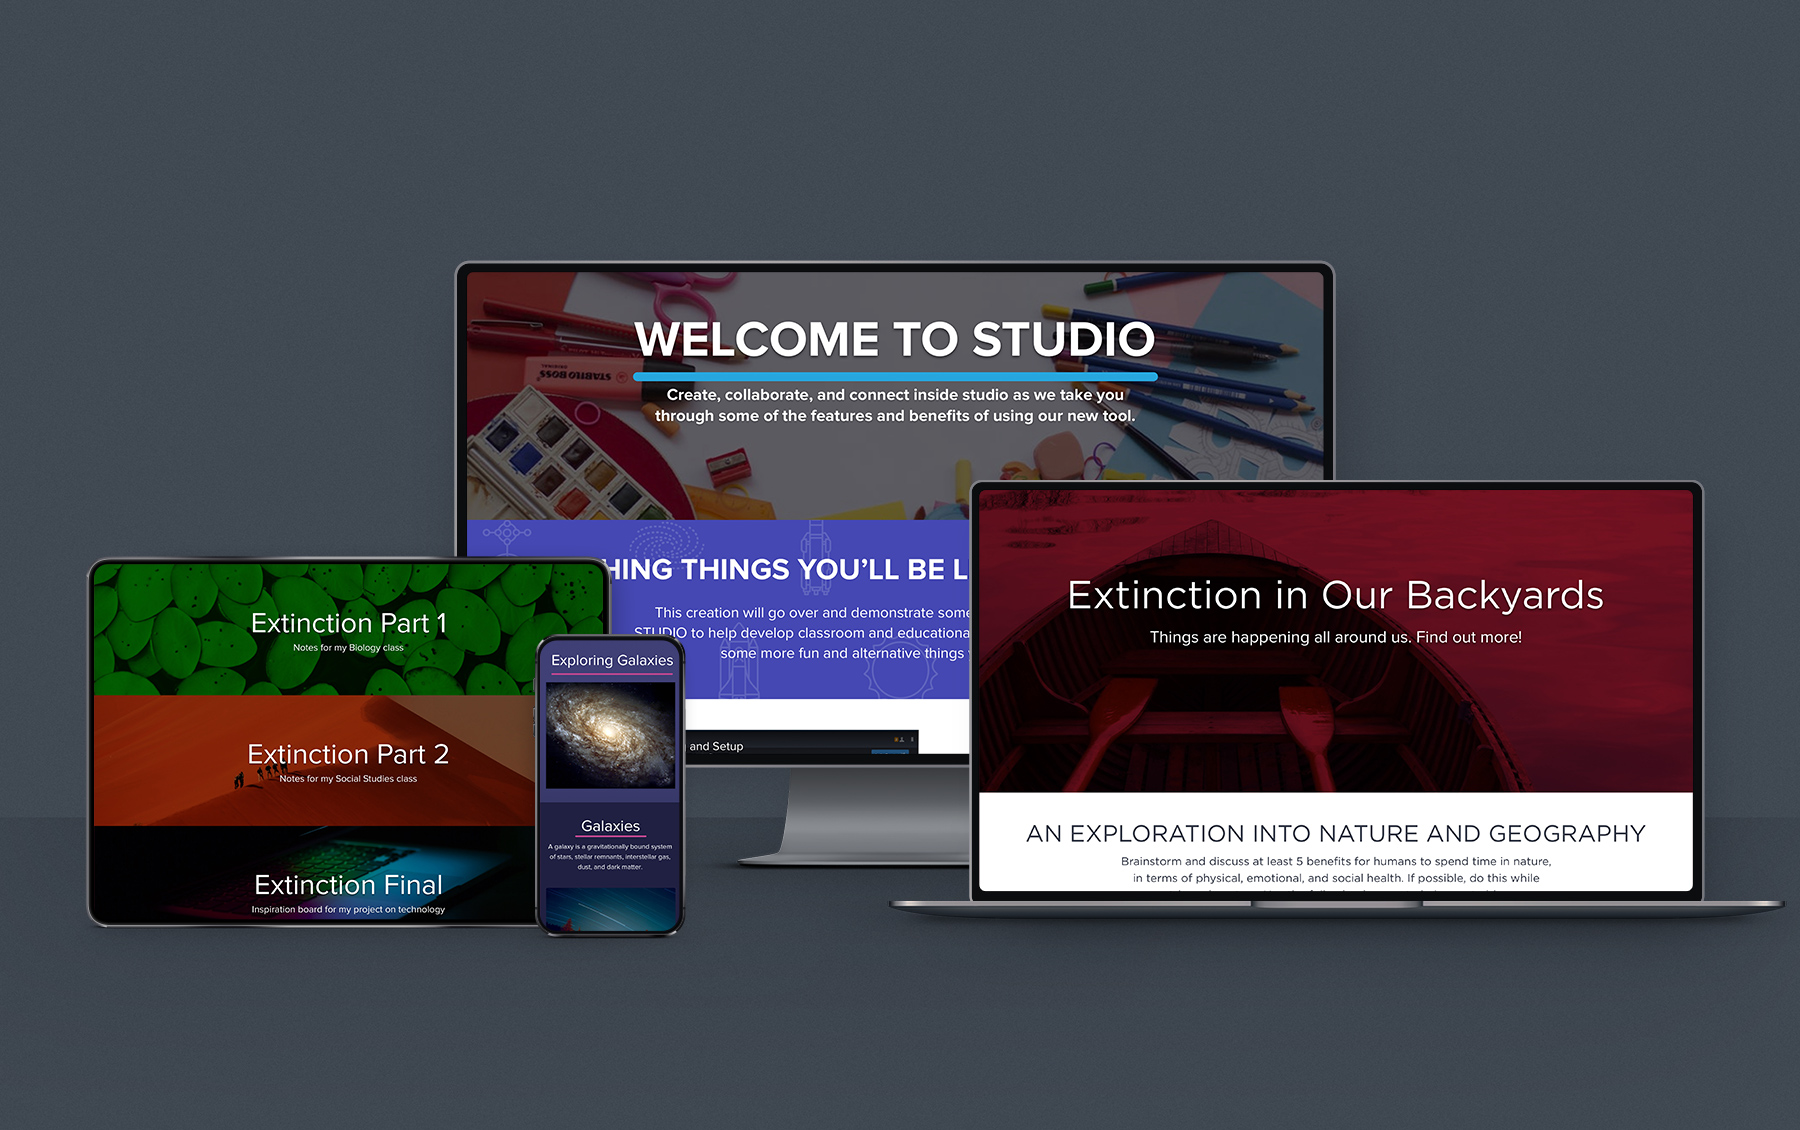 WELCOME TO STUDIO
Create, collaborate, and connect inside studio as we take you
through some of the features and benefits of using our new tool.
STABILO BOSS
ORIGINAL
HING THINGS YOU'LL BE L
This creation will go over and demonstrate some
STUDIO to help develop classroom and educationa
some more fun and alternative things
and Setup
Extinction Part 1
Notes for my Biology class
Extinction Part 2
Notes for my Social Studies class
Extinction Final
Inspiration board for my project on technology
Exploring Galaxies
Galaxies
A galaxy is a gravitationally bound system
of stars, stellar remnants, interstellar gas,
dust, and dark matter.
Extinction in Our Backyards
Things are happening all around us. Find out more!
AN EXPLORATION INTO NATURE AND GEOGRAPHY
Brainstorm and discuss at least 5 benefits for humans to spend time in nature,
in terms of physical, emotional, and social health. If possible, do this while